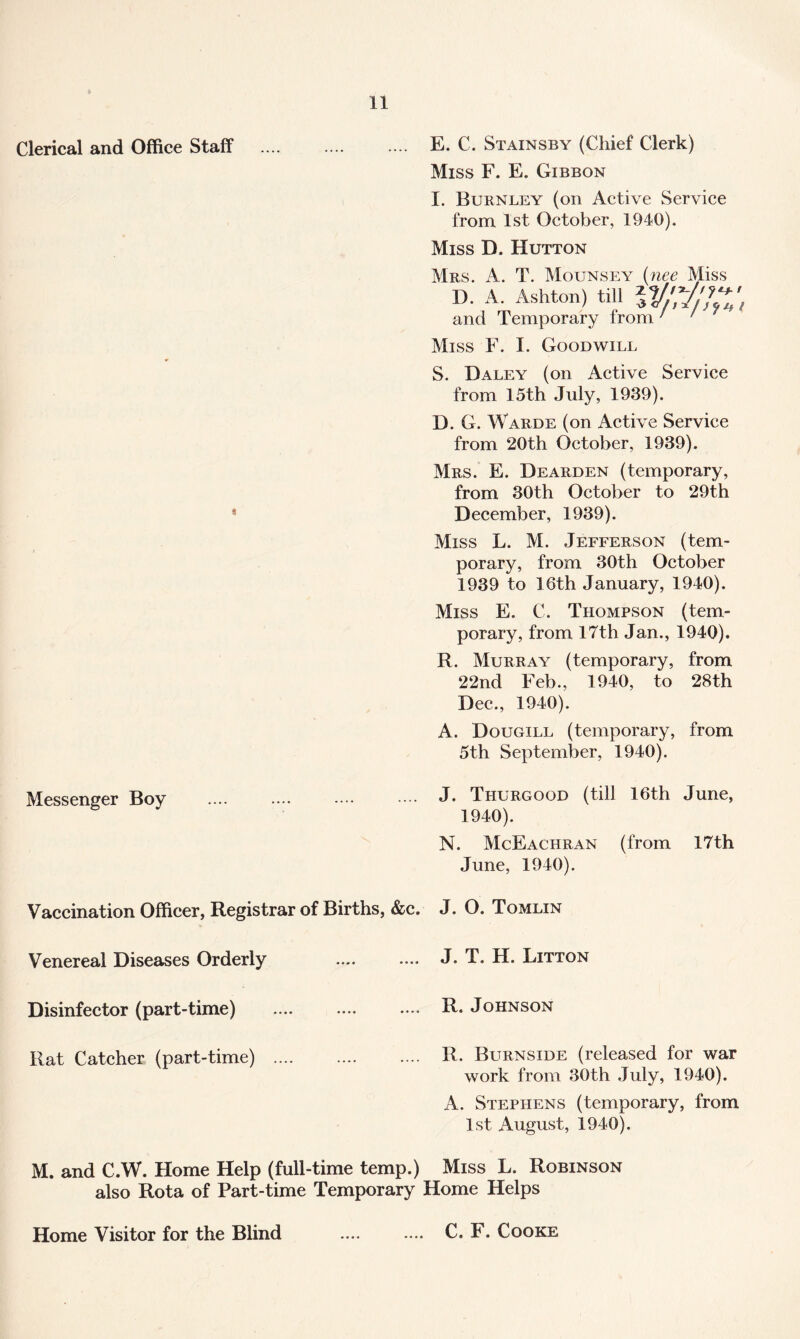 11
Clerical and Office Staff .... .... .... E. C. Stainsby (Chief Clerk)
Miss F. E. Gibbon
I. Burnley (on Active Service
from 1st October, 1940).
Miss D. Hutton
Mrs. A. T. Mounsey (nee Miss
D. A. Ashton) till
and Temporary from
Miss F. I. Goodwill
S. Daley (on Active Service
from 15th July, 1939).
D. G. Warde (on Active Service
from 20th October, 1939).
Mrs. E. Dearden (temporary,
from 30th October to 29th
December, 1939).
Miss L. M. Jefferson (tem-
porary, from 30th October
1939 to 16th January, 1940).
Miss E. C. Thompson (tem-
porary, from 17th Jan., 1940).
R. Murray (temporary, from
22nd Feb., 1940, to 28th
Dec., 1940).
A. Dougill (temporary, from
5th September, 1940).
Messenger Boy .... .... .... .... J. Thurgood (till 16th June,
1940).
N. McEachran (from 17th
June, 1940).
Vaccination Officer, Registrar of Births, &c. J. O. Tomlin
Venereal Diseases Orderly .... .... J. T. H. Litton
Disinfector (part-time) .... .... .... R. Johnson
Rat Catcher (part-time) .... .... .... R. Burnside (released for war
work from 30th July, 1940).
A. Stephens (temporary, from
1st August, 1940).
M. and C.W. Home Help (full-time temp.) Miss L. Robinson
also Rota of Part-time Temporary Home Helps
Home Visitor for the Blind .... .... C. F. Cooke